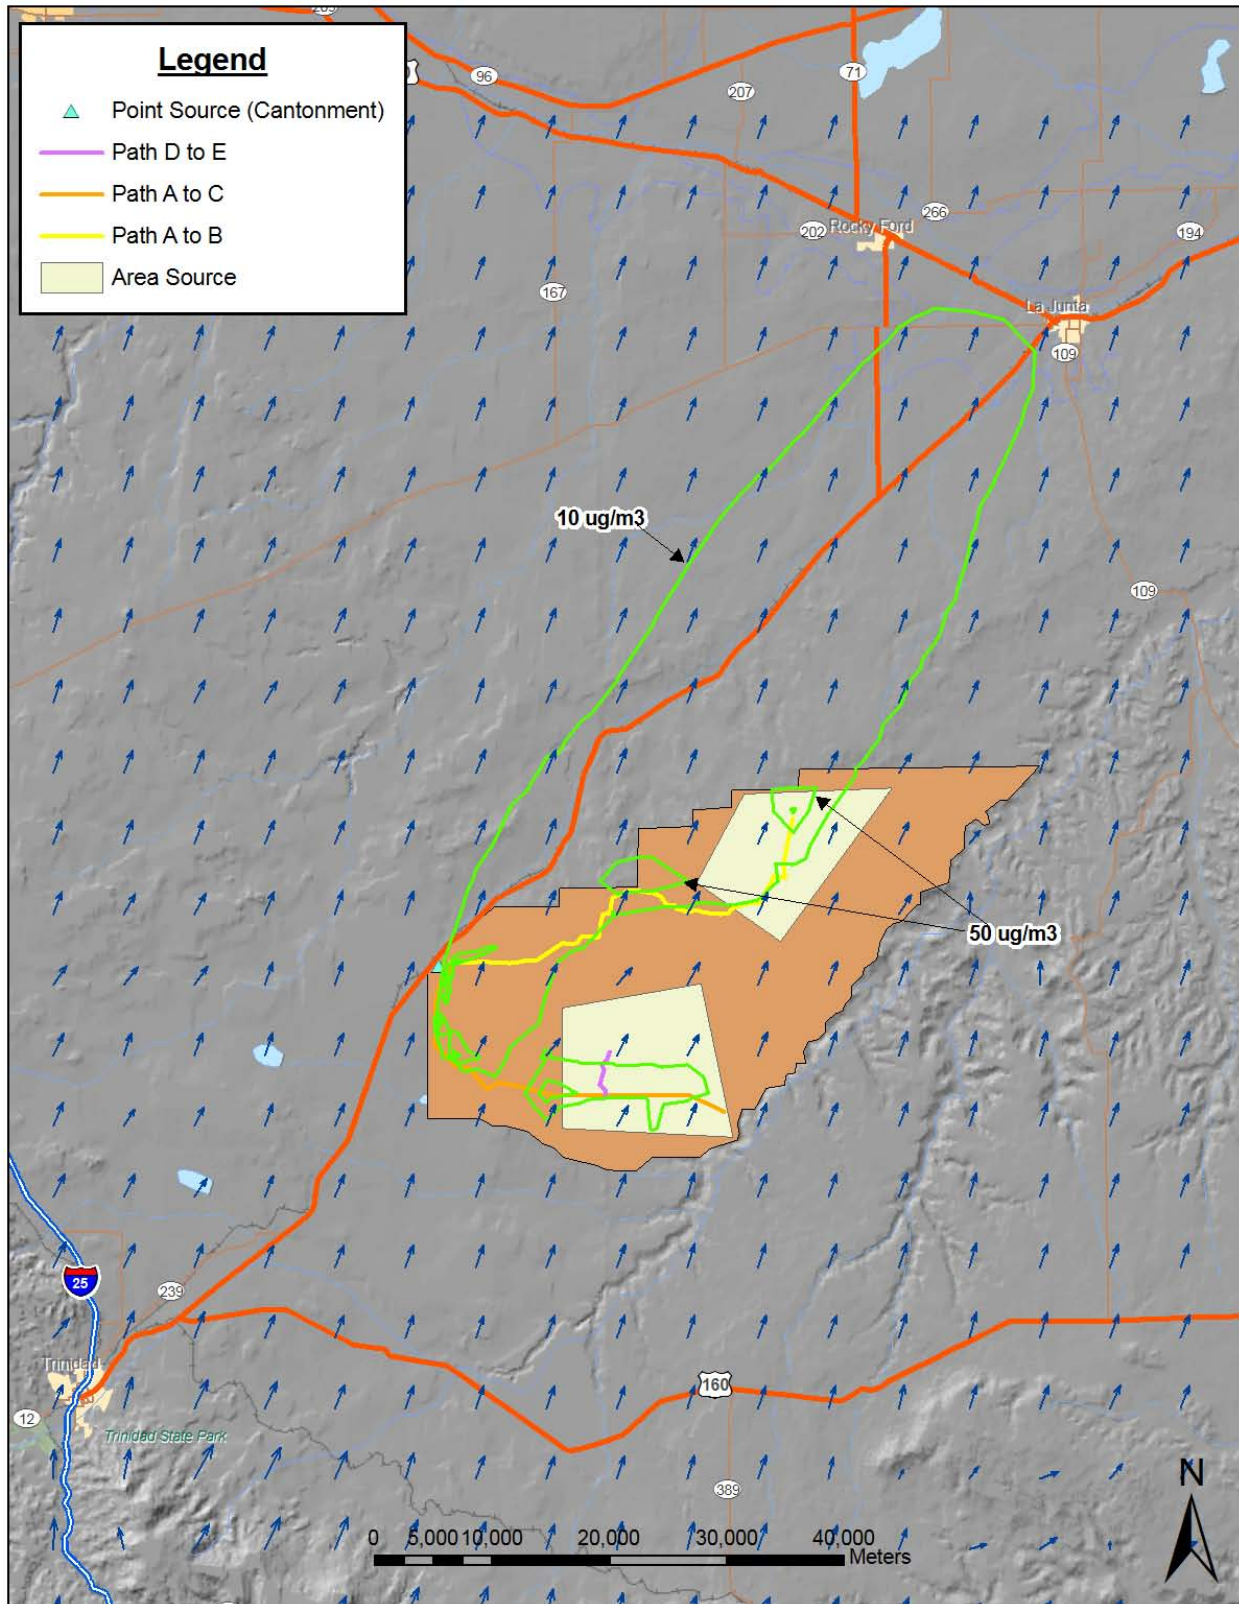 Legend
Point Source (Cantonment)
Path D to E
Path A to C
Path A to B
Area Source
96
71
207
266
202
Rocky Ford
194
167
La Junta
109
10 ug/m3
109
50 ug/m3
25
239
Trinidad
160
12
Trinidad State Park
389
N
0 5,000 10,000 20,000 30,000 40,000
Meters